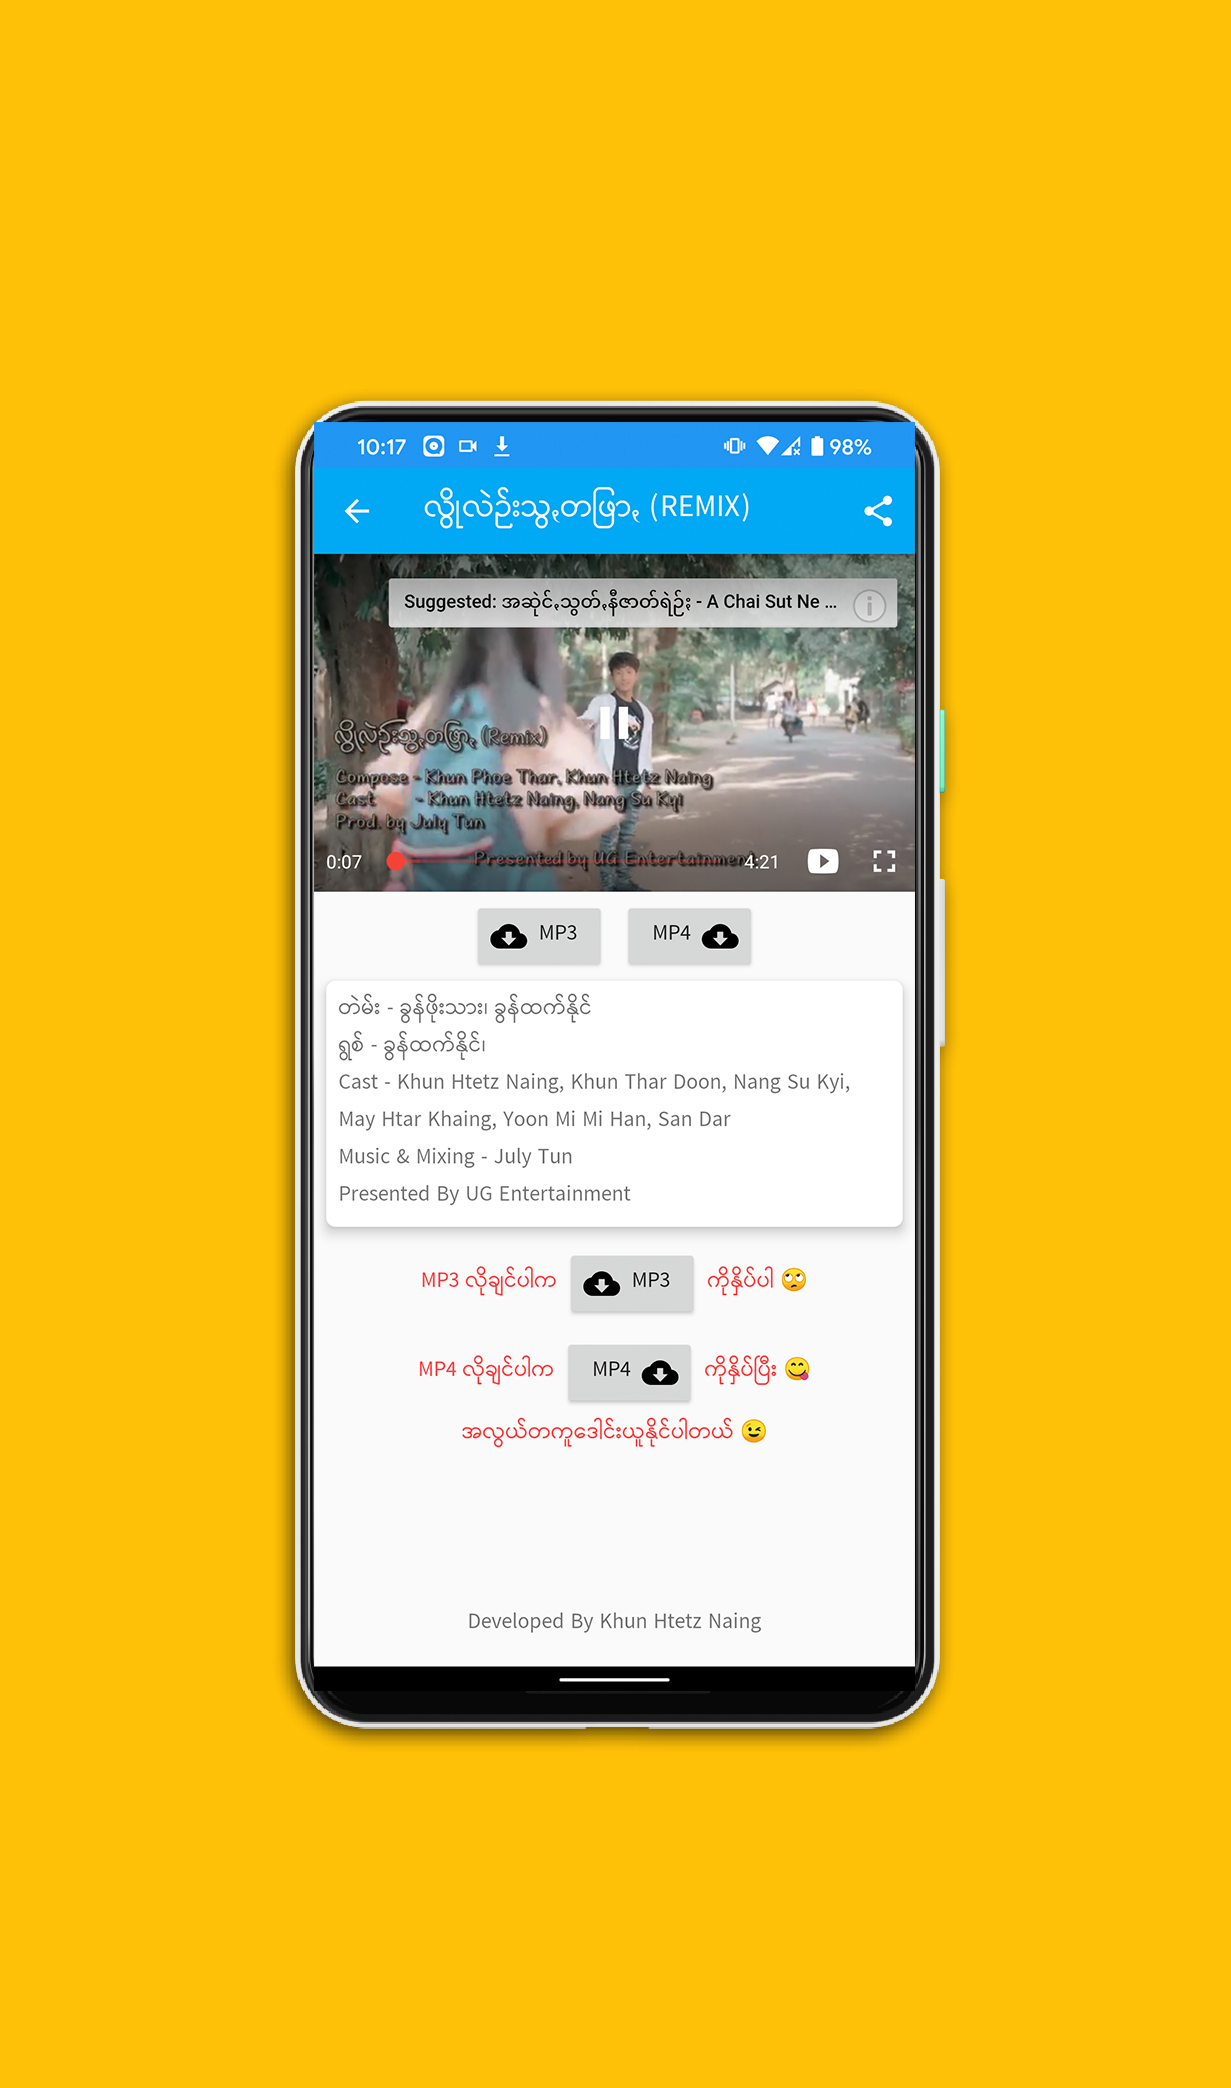 10:17
98%
လွိုလဲဉ်းသွꩻတဖြာꩻ (REMIX)
Suggested: အဆဲင်ႏသွတ်ႏနီဇာတ်ရဲဉ်ႏ - A Chai Sut Ne ...
လွိုလဲဉ်းသွꩻတဖြာꩻ (Remix)
Compose - Khun Phoe Thar, Khun Htetz Naing
Cast - Khun Htetz Naing, Nang Su Kyi
Prod. by July Tun
Presented by UG Entertainment
0:07
4:21
MP3
MP4
တဲမ်း - ခွန်ဖိုးသား၊ ခွန်ထက်နိုင်
ရွစ် - ခွန်ထက်နိုင်၊
Cast - Khun Htetz Naing, Khun Thar Doon, Nang Su Kyi,
May Htar Khaing, Yoon Mi Mi Han, San Dar
Music & Mixing - July Tun
Presented By UG Entertainment
MP3 လိုချင်ပါက MP3 ကိုနှိပ်ပါ 🙄
MP4 လိုချင်ပါက MP4 ကိုနှိပ်ပြီး 😋
အလွယ်တကူဒေါင်းယူနိုင်ပါတယ် 😉
Developed By Khun Htetz Naing